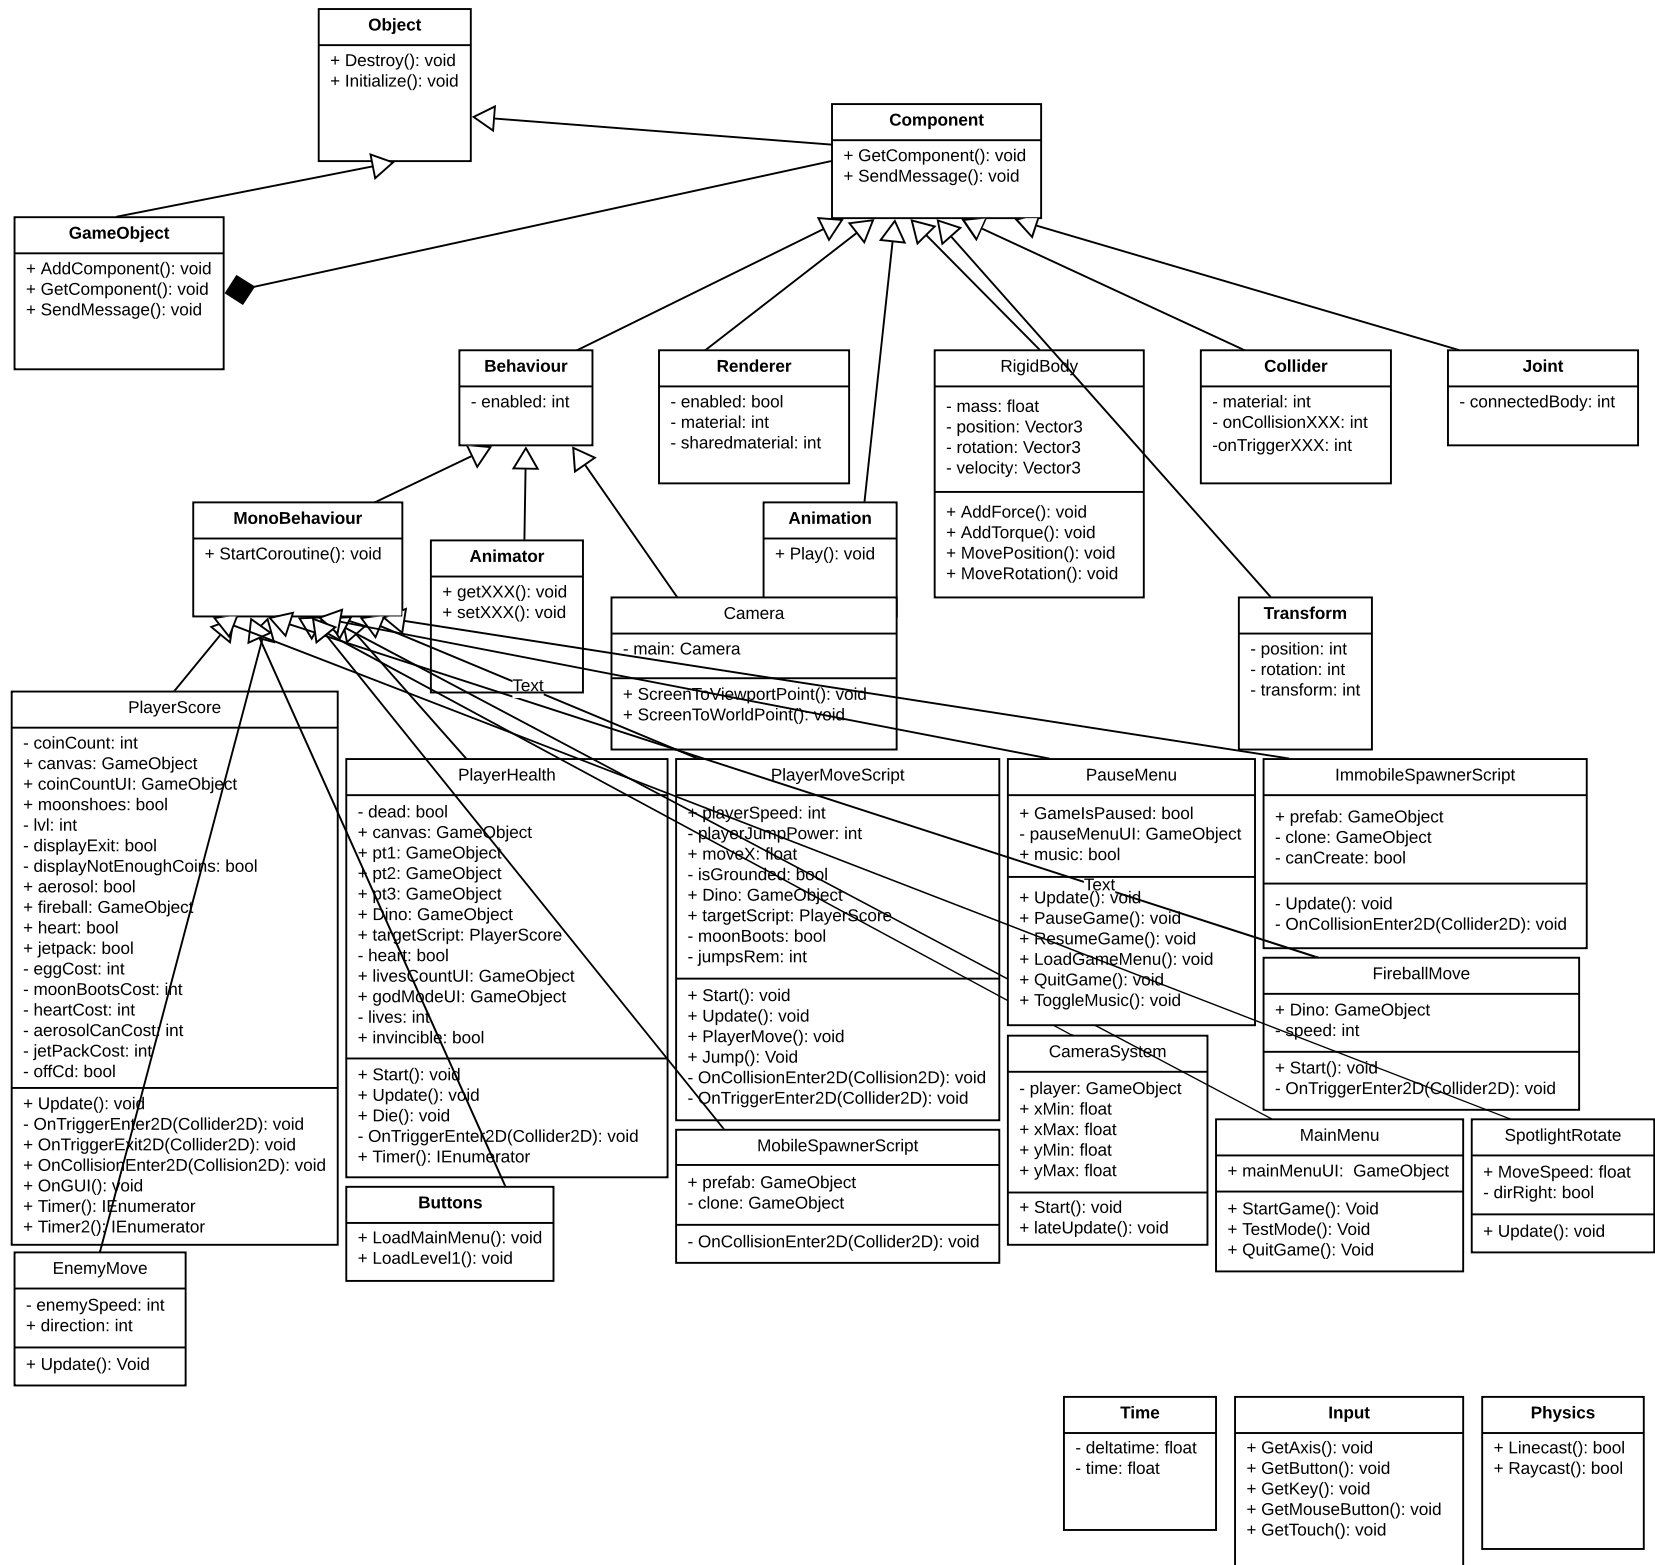 Object
+ Destroy(): void
+ Initialize(): void
Component
+ GetComponent(): void
+ SendMessage(): void
GameObject
+ AddComponent(): void
+ GetComponent(): void
+ SendMessage(): void
Behaviour
- enabled: int
Renderer
- enabled: bool
- material: int
- sharedmaterial: int
RigidBody
- mass: float
- position: Vector3
- rotation: Vector3
- velocity: Vector3
+ AddForce(): void
+ AddTorque(): void
+ MovePosition(): void
+ MoveRotation(): void
Collider
- material: int
- onCollisionXXX: int
-onTriggerXXX: int
Joint
- connectedBody: int
MonoBehaviour
+ StartCoroutine(): void
Animator
+ getXXX(): void
+ setXXX(): void
Animation
+ Play(): void
Camera
- main: Camera
+ ScreenToViewportPoint(): void
+ ScreenToWorldPoint(): void
Transform
- position: int
- rotation: int
- transform: int
Text
PlayerScore
- coinCount: int
+ canvas: GameObject
+ coinCountUI: GameObject
+ moonshoes: bool
- lvl: int
- displayExit: bool
- displayNotEnoughCoins: bool
+ aerosol: bool
+ fireball: GameObject
+ heart: bool
+ jetpack: bool
- eggCost: int
- moonBootsCost: int
- heartCost: int
- aerosolCanCost: int
- jetPackCost: int
- offCd: bool
+ Update(): void
- OnTriggerEnter2D(Collider2D): void
+ OnTriggerExit2D(Collider2D): void
+ OnCollisionEnter2D(Collision2D): void
+ OnGUI(): void
+ Timer(): IEnumerator
+ Timer2(): IEnumerator
PlayerHealth
- dead: bool
+ canvas: GameObject
+ pt1: GameObject
+ pt2: GameObject
+ pt3: GameObject
+ Dino: GameObject
+ targetScript: PlayerScore
- heart: bool
+ livesCountUI: GameObject
+ godModeUI: GameObject
- lives: int
+ invincible: bool
+ Start(): void
+ Update(): void
+ Die(): void
- OnTriggerEnter2D(Collider2D): void
+ Timer(): IEnumerator
PlayerMoveScript
+ playerSpeed: int
- playerJumpPower: int
+ moveX: float
- isGrounded: bool
+ Dino: GameObject
+ targetScript: PlayerScore
- moonBoots: bool
- jumpsRem: int
+ Start(): void
+ Update(): void
+ PlayerMove(): void
+ Jump(): Void
- OnCollisionEnter2D(Collision2D): void
- OnTriggerEnter2D(Collider2D): void
PauseMenu
+ GameIsPaused: bool
- pauseMenuUI: GameObject
+ music: bool
Text
+ Update(): void
+ PauseGame(): void
+ ResumeGame(): void
+ LoadGameMenu(): void
+ QuitGame(): void
+ ToggleMusic(): void
ImmobileSpawnerScript
+ prefab: GameObject
- clone: GameObject
- canCreate: bool
- Update(): void
- OnCollisionEnter2D(Collider2D): void
FireballMove
+ Dino: GameObject
- speed: int
+ Start(): void
- OnTriggerEnter2D(Collider2D): void
CameraSystem
- player: GameObject
+ xMin: float
+ xMax: float
+ yMin: float
+ yMax: float
+ Start(): void
+ lateUpdate(): void
MainMenu
+ mainMenuUI: GameObject
+ StartGame(): Void
+ TestMode(): Void
+ QuitGame(): Void
SpotlightRotate
+ MoveSpeed: float
- dirRight: bool
+ Update(): void
MobileSpawnerScript
+ prefab: GameObject
- clone: GameObject
- OnCollisionEnter2D(Collider2D): void
Buttons
+ LoadMainMenu(): void
+ LoadLevel1(): void
EnemyMove
- enemySpeed: int
+ direction: int
+ Update(): Void
Time
- deltatime: float
- time: float
Input
+ GetAxis(): void
+ GetButton(): void
+ GetKey(): void
+ GetMouseButton(): void
+ GetTouch(): void
Physics
+ Linecast(): bool
+ Raycast(): bool